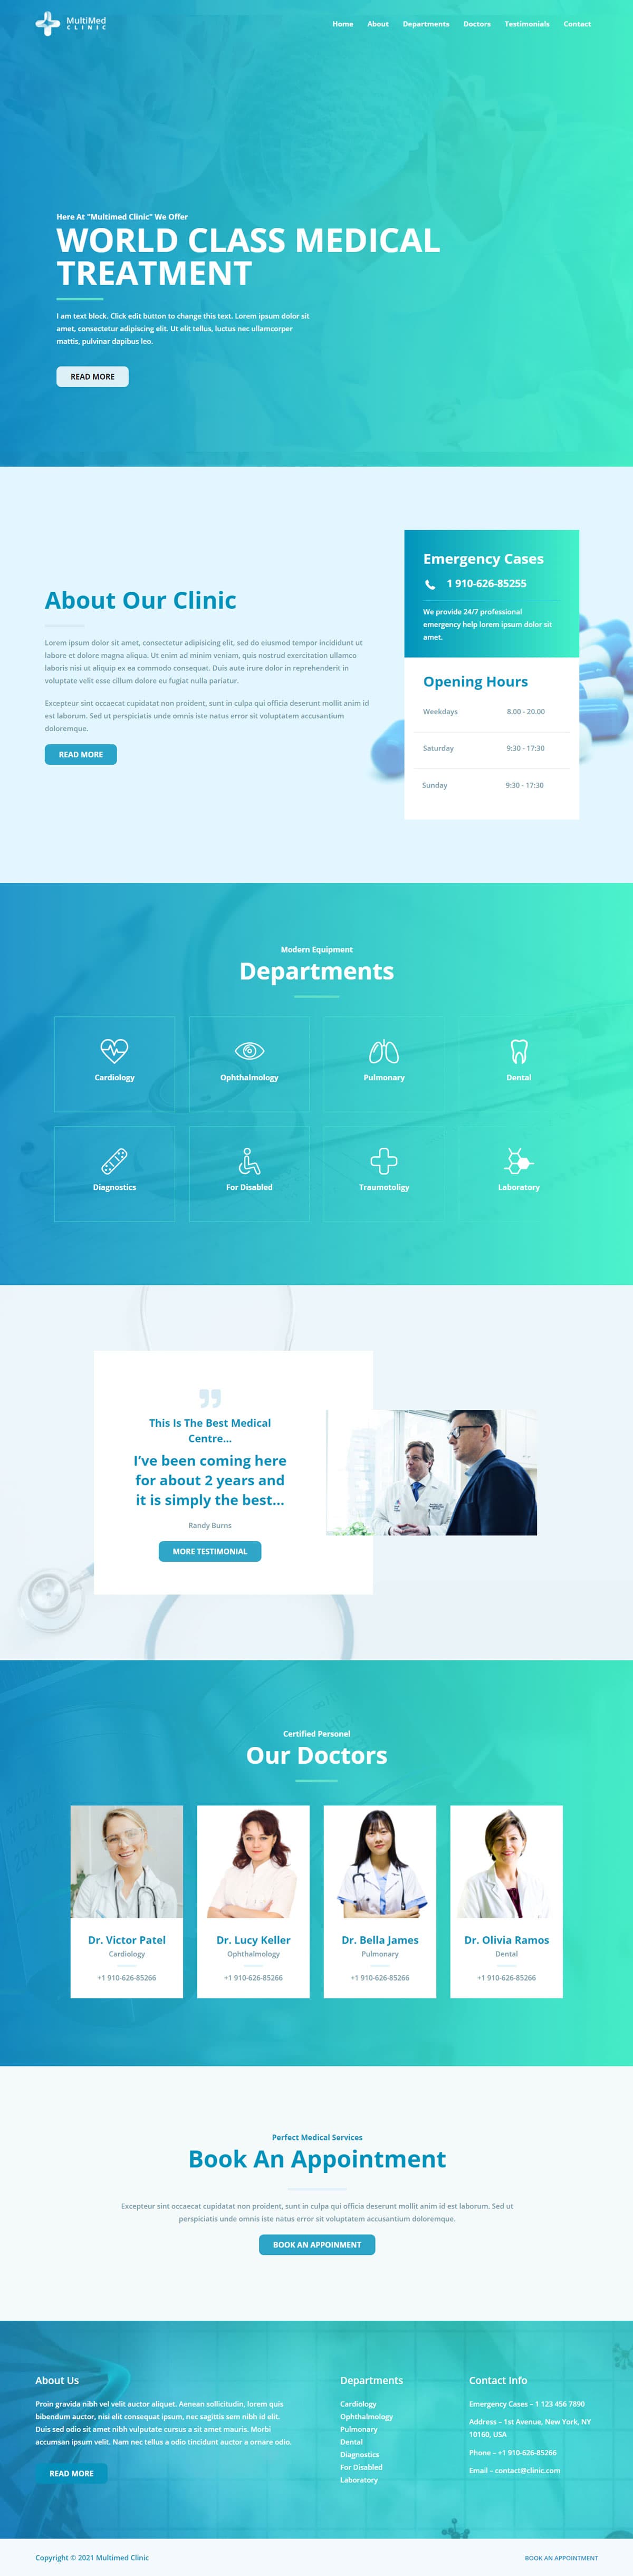 MultiMed
CLINIC
Home About Departments Doctors Testimonials Contact
Here At "Multimed Clinic" We Offer
WORLD CLASS MEDICAL
TREATMENT
I am text block. Click edit button to change this text. Lorem ipsum dolor sit
amet, consectetur adipiscing elit. Ut elit tellus, luctus nec ullamcorper
mattis, pulvinar dapibus leo.
READ MORE
About Our Clinic
Lorem ipsum dolor sit amet, consectetur adipisicing elit, sed do eiusmod tempor incididunt ut
labore et dolore magna aliqua. Ut enim ad minim veniam, quis nostrud exercitation ullamco
laboris nisi ut aliquip ex ea commodo consequat. Duis aute irure dolor in reprehenderit in
voluptate velit esse cillum dolore eu fugiat nulla pariatur.
Excepteur sint occaecat cupidatat non proident, sunt in culpa qui officia deserunt mollit anim id
est laborum. Sed ut perspiciatis unde omnis iste natus error sit voluptatem accusantium
doloremque.
READ MORE
Emergency Cases
1 910-626-85255
We provide 24/7 professional
emergency help lorem ipsum dolor sit
amet.
Opening Hours
Weekdays 8.00 - 20.00
Saturday 9:30 - 17:30
Sunday 9:30 - 17:30
Modern Equipment
Departments
Cardiology Ophthalmology Pulmonary Dental
Diagnostics For Disabled Traumotoligy Laboratory
This Is The Best Medical
Centre...
I've been coming here
for about 2 years and
it is simply the best...
Randy Burns
MORE TESTIMONIAL
Certified Personel
Our Doctors
Dr. Victor Patel
Cardiology
+1 910-626-85266
Dr. Lucy Keller
Ophthalmology
+1 910-626-85266
Dr. Bella James
Pulmonary
+1 910-626-85266
Dr. Olivia Ramos
Dental
+1 910-626-85266
Perfect Medical Services
Book An Appointment
Excepteur sint occaecat cupidatat non proident, sunt in culpa qui officia deserunt mollit anim id est laborum. Sed ut
perspiciatis unde omnis iste natus error sit voluptatem accusantium doloremque.
BOOK AN APPOINMENT
About Us
Proin gravida nibh vel velit auctor aliquet. Aenean sollicitudin, lorem quis
bibendum auctor, nisi elit consequat ipsum, nec sagittis sem nibh id elit.
Duis sed odio sit amet nibh vulputate cursus a sit amet mauris. Morbi
accumsan ipsum velit. Nam nec tellus a odio tincidunt auctor a ornare odio.
READ MORE
Departments
Cardiology
Ophthalmology
Pulmonary
Dental
Diagnostics
For Disabled
Laboratory
Contact Info
Emergency Cases – 1 123 456 7890
Address – 1st Avenue, New York, NY
10160, USA
Phone – +1 910-626-85266
Email – contact@clinic.com
Copyright © 2021 Multimed Clinic
BOOK AN APPOINTMENT